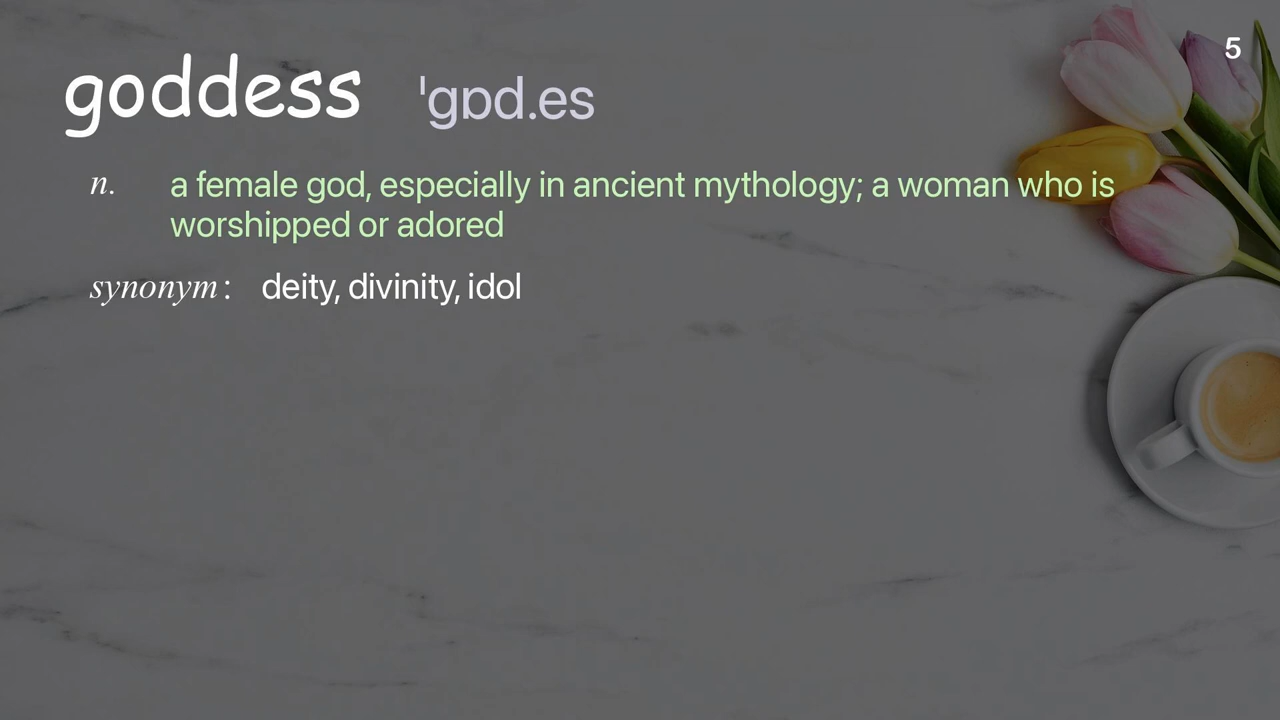 5
goddess ˈɡɒd.es
n. a female god, especially in ancient mythology; a woman who is
worshipped or adored
synonym: deity, divinity, idol